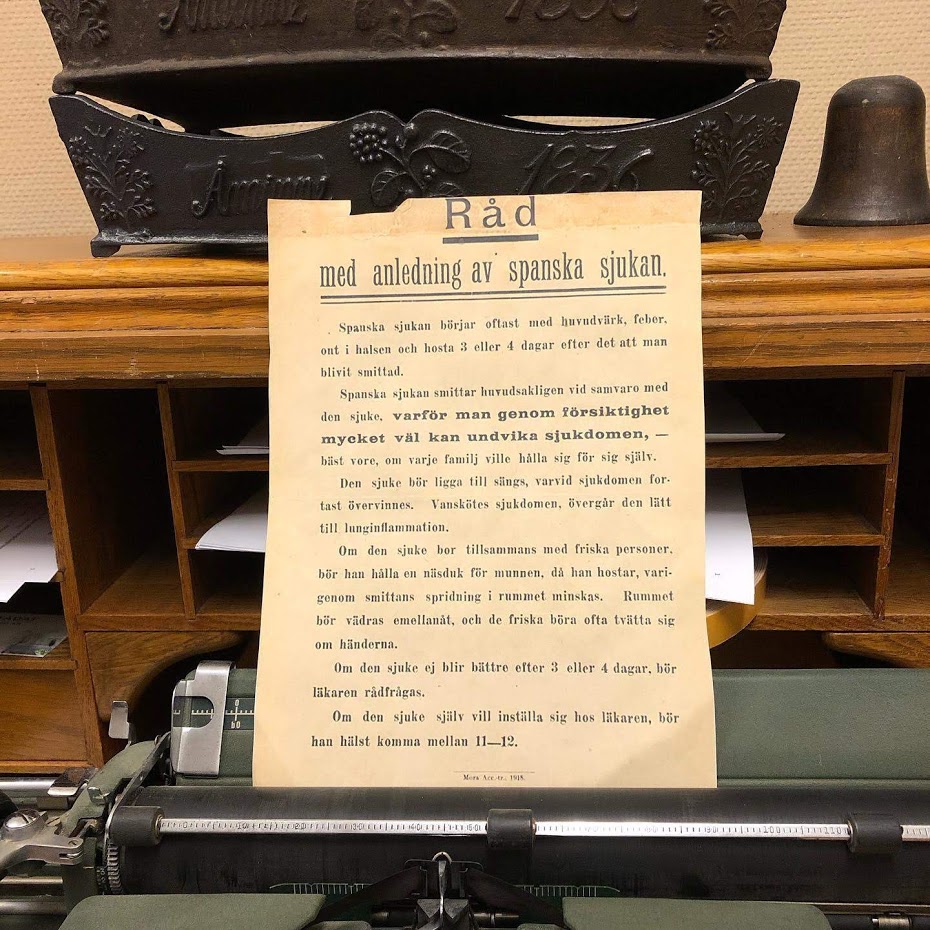 1836
1836
Råd
med anledning av spanska sjukan.
Spanska sjukan börjar oftast med huvudvärk, feber,
ont i halsen och hosta 3 eller 4 dagar efter det att man
blivit smittad.
Spanska sjukan smittar huvudsakligen vid samvaro med
den sjuke, varför man genom försiktighet
mycket väl kan undvika sjukdomen, —
bäst vore, om varje familj ville hålla sig för sig själv.
Den sjuke bör ligga till sängs, varvid sjukdomen for-
tast övervinnes. Vanskötes sjukdomen, övergår den lätt
till lunginflammation.
Om den sjuke bor tillsammans med friska personer,
bör han hålla en näsduk för munnen, då han hostar, vari-
genom smittans spridning i rummet minskas. Rummet
bör vädras emellanåt, och de friska böra ofta tvätta sig
om händerna.
Om den sjuke ej blir bättre efter 3 eller 4 dagar, bör
läkaren rådfrågas.
Om den sjuke själv vill inställa sig hos läkaren, bör
han hälst komma mellan 11—12.
Mora Acc.-tr., 1918.